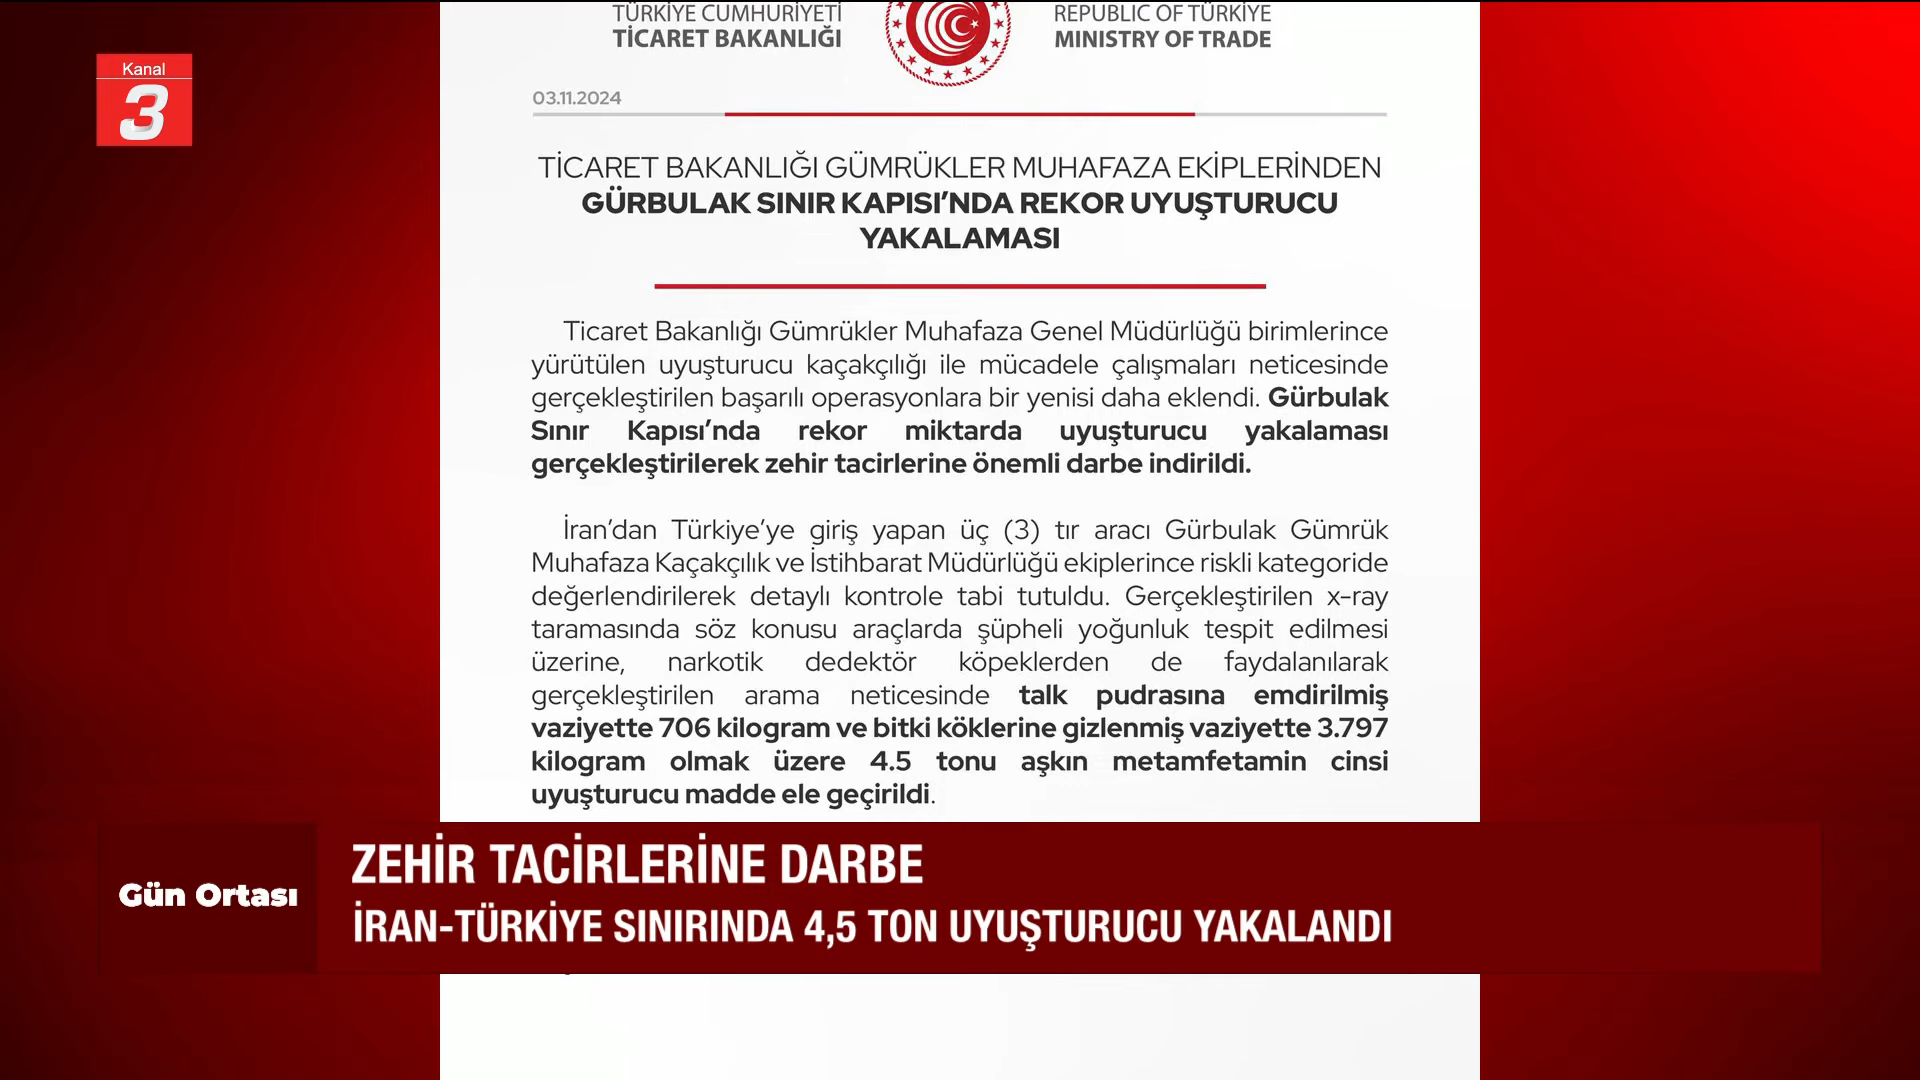 TÜRKİYE CUMHURİYETİ
TİCARET BAKANLIĞI
REPUBLIC OF TÜRKİYE
MINISTRY OF TRADE
Kanal
3
03.11.2024
TİCARET BAKANLIĞI GÜMRÜKLER MUHAFAZA EKİPLERİNDEN
GÜRBULAK SINIR KAPISI’NDA REKOR UYUŞTURUCU
YAKALAMASI
Ticaret Bakanlığı Gümrükler Muhafaza Genel Müdürlüğü birimlerince
yürütülen uyuşturucu kaçakçılığı ile mücadele çalışmaları neticesinde
gerçekleştirilen başarılı operasyonlara bir yenisi daha eklendi. Gürbulak
Sınır Kapısı’nda rekor miktarda uyuşturucu yakalaması
gerçekleştirilerek zehir tacirlerine önemli darbe indirildi.
İran’dan Türkiye’ye giriş yapan üç (3) tır aracı Gürbulak Gümrük
Muhafaza Kaçakçılık ve İstihbarat Müdürlüğü ekiplerince riskli kategoride
değerlendirilerek detaylı kontrole tabi tutuldu. Gerçekleştirilen x-ray
taramasında söz konusu araçlarda şüpheli yoğunluk tespit edilmesi
üzerine, narkotik dedektör köpeklerden de faydalanılarak
gerçekleştirilen arama neticesinde talk pudrasına emdirilmiş
vaziyette 706 kilogram ve bitki köklerine gizlenmiş vaziyette 3.797
kilogram olmak üzere 4.5 tonu aşkın metamfetamin cinsi
uyuşturucu madde ele geçirildi.
Gün Ortası
ZEHİR TACİRLERİNE DARBE
İRAN-TÜRKİYE SINIRINDA 4,5 TON UYUŞTURUCU YAKALANDI